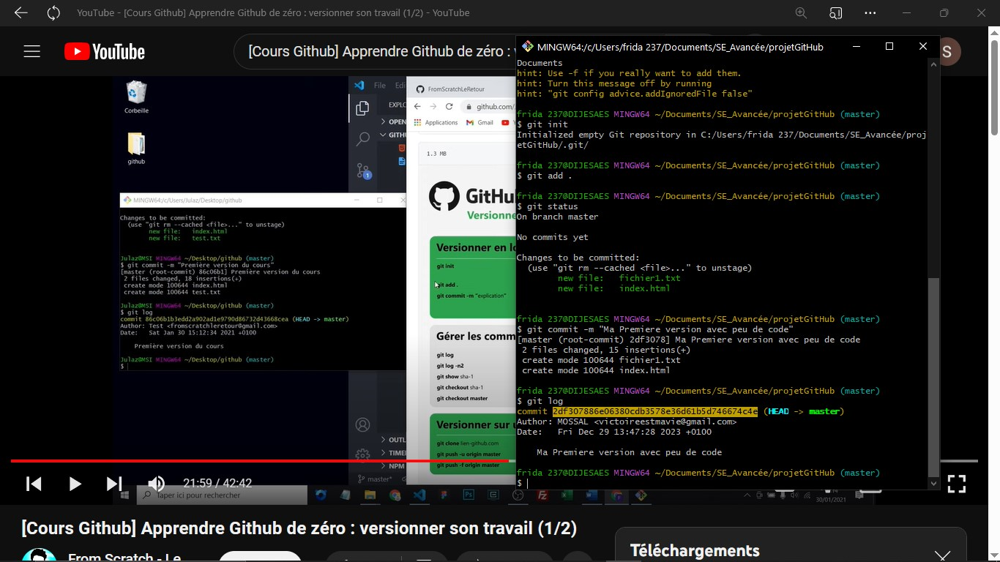 YouTube - [Cours Github] Apprendre Github de zéro : versionner son travail (1/2) - YouTube
YouTube
[Cours Github] Apprendre Github de zéro :
S
Corbeille
github
File
EXPLC
OPEN
GITHU
1
FromScratchLeRetour
github.com/
Applications
Gmail
1.3 MB
GitHu
Versionne
Versionner en lo
git init
git add .
git commit -m "explication"
Gérer les comm
git log
git log -n2
git show sha-1
git checkout sha-1
git checkout master
Versionner sur u
git clone lien-github.com
git push -u origin master
git push -f origin master
OUTL
TIME
NPM
master*
MINGW64:/c/Users/Julaz/Desktop/github
Changes to be committed:
(use "git rm --cached <file>..." to unstage)
new file: index.html
new file: test.txt
Julaz@MSI MINGW64 ~/Desktop/github (master)
$ git commit -m "Première version du cours"
[master (root-commit) 86c06b1] Première version du cours
2 files changed, 18 insertions(+)
create mode 100644 index.html
create mode 100644 test.txt
Julaz@MSI MINGW64 ~/Desktop/github (master)
$ git log
commit 86c06b1b3edd2a902ad1e9790d86732d43668cea (HEAD -> master)
Author: Test <fromscratchleretour@gmail.com>
Date: Sat Jan 30 15:12:34 2021 +0100
Première version du cours
Julaz@MSI MINGW64 ~/Desktop/github (master)
$
MINGW64:/c/Users/frida 237/Documents/SE_Avancée/projetGitHub
Documents
hint: Use -f if you really want to add them.
hint: Turn this message off by running
hint: "git config advice.addIgnoredFile false"
frida 237@DIJESAES MINGW64 ~/Documents/SE_Avancée/projetGitHub (master)
$ git init
Initialized empty Git repository in C:/Users/frida 237/Documents/SE_Avancée/proj
etGitHub/.git/
frida 237@DIJESAES MINGW64 ~/Documents/SE_Avancée/projetGitHub (master)
$ git add .
frida 237@DIJESAES MINGW64 ~/Documents/SE_Avancée/projetGitHub (master)
$ git status
On branch master
No commits yet
Changes to be committed:
(use "git rm --cached <file>..." to unstage)
new file: fichier1.txt
new file: index.html
frida 237@DIJESAES MINGW64 ~/Documents/SE_Avancée/projetGitHub (master)
$ git commit -m "Ma Premiere version avec peu de code"
[master (root-commit) 2df3078] Ma Premiere version avec peu de code
2 files changed, 15 insertions(+)
create mode 100644 fichier1.txt
create mode 100644 index.html
frida 237@DIJESAES MINGW64 ~/Documents/SE_Avancée/projetGitHub (master)
$ git log
commit 2df307886e06380cdb3578e36d61b5d746674c4e (HEAD -> master)
Author: MOSSAL <victoireestmavie@gmail.com>
Date: Fri Dec 29 13:47:28 2023 +0100
Ma Premiere version avec peu de code
frida 237@DIJESAES MINGW64 ~/Documents/SE_Avancée/projetGitHub (master)
$
21:59 / 42:42
Taper ici pour rechercher
30/01/2021
[Cours Github] Apprendre Github de zéro : versionner son travail (1/2)
From Scratch - Le
Téléchargements